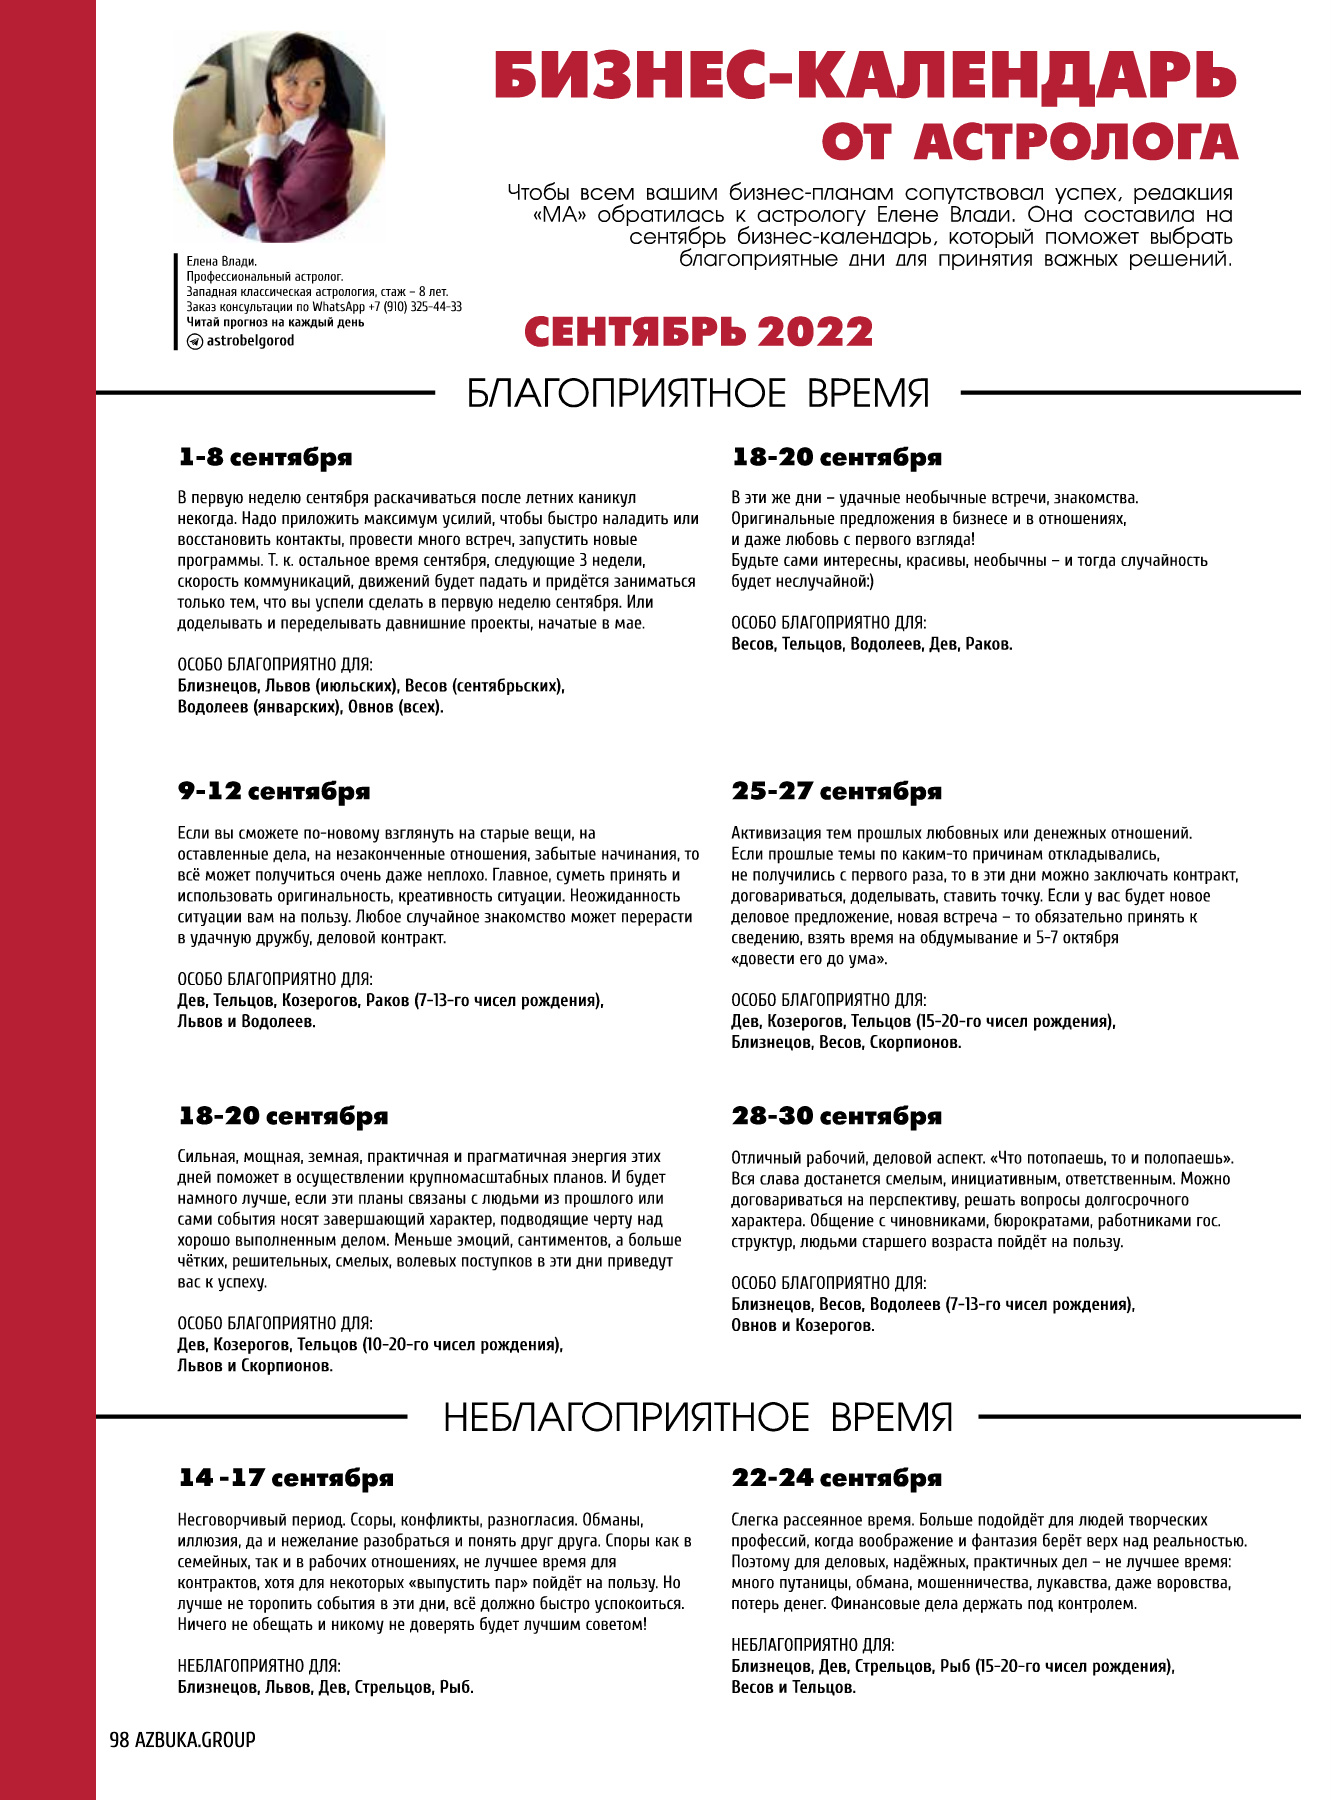 БИЗНЕС-КАЛЕНДАРЬ
ОТ АСТРОЛОГА
Чтобы всем вашим бизнес-планам сопутствовал успех, редакция
«МА» обратилась к астрологу Елене Влади. Она составила на
сентябрь бизнес-календарь, который поможет выбрать
благоприятные дни для принятия важных решений.
Елена Влади.
Профессиональный астролог.
Западная классическая астрология, стаж – 8 лет.
Заказ консультации по WhatsApp +7 (910) 325-44-33
Читай прогноз на каждый день
astrobelgorod
СЕНТЯБРЬ 2022
БЛАГОПРИЯТНОЕ ВРЕМЯ
1-8 сентября
В первую неделю сентября раскачиваться после летних каникул
некогда. Надо приложить максимум усилий, чтобы быстро наладить или
восстановить контакты, провести много встреч, запустить новые
программы. Т. к. остальное время сентября, следующие 3 недели,
скорость коммуникаций, движений будет падать и придётся заниматься
только тем, что вы успели сделать в первую неделю сентября. Или
доделывать и переделывать давнишние проекты, начатые в мае.
ОСОБО БЛАГОПРИЯТНО ДЛЯ:
Близнецов, Львов (июльских), Весов (сентябрьских),
Водолеев (январских), Овнов (всех).
9-12 сентября
Если вы сможете по-новому взглянуть на старые вещи, на
оставленные дела, на незаконченные отношения, забытые начинания, то
всё может получиться очень даже неплохо. Главное, суметь принять и
использовать оригинальность, креативность ситуации. Неожиданность
ситуации вам на пользу. Любое случайное знакомство может перерасти
в удачную дружбу, деловой контракт.
ОСОБО БЛАГОПРИЯТНО ДЛЯ:
Дев, Тельцов, Козерогов, Раков (7-13-го чисел рождения),
Львов и Водолеев.
18-20 сентября
Сильная, мощная, земная, практичная и прагматичная энергия этих
дней поможет в осуществлении крупномасштабных планов. И будет
намного лучше, если эти планы связаны с людьми из прошлого или
сами события носят завершающий характер, подводящие черту над
хорошо выполненным делом. Меньше эмоций, сантиментов, а больше
чётких, решительных, смелых, волевых поступков в эти дни приведут
вас к успеху.
ОСОБО БЛАГОПРИЯТНО ДЛЯ:
Дев, Козерогов, Тельцов (10-20-го чисел рождения),
Львов и Скорпионов.
18-20 сентября
В эти же дни – удачные необычные встречи, знакомства.
Оригинальные предложения в бизнесе и в отношениях,
и даже любовь с первого взгляда!
Будьте сами интересны, красивы, необычны – и тогда случайность
будет неслучайной:)
ОСОБО БЛАГОПРИЯТНО ДЛЯ:
Весов, Тельцов, Водолеев, Дев, Раков.
25-27 сентября
Активизация тем прошлых любовных или денежных отношений.
Если прошлые темы по каким-то причинам откладывались,
не получились с первого раза, то в эти дни можно заключать контракт,
договариваться, доделывать, ставить точку. Если у вас будет новое
деловое предложение, новая встреча – то обязательно принять к
сведению, взять время на обдумывание и 5-7 октября
«довести его до ума».
ОСОБО БЛАГОПРИЯТНО ДЛЯ:
Дев, Козерогов, Тельцов (15-20-го чисел рождения),
Близнецов, Весов, Скорпионов.
28-30 сентября
Отличный рабочий, деловой аспект. «Что потопаешь, то и полопаешь».
Вся слава достанется смелым, инициативным, ответственным. Можно
договариваться на перспективу, решать вопросы долгосрочного
характера. Общение с чиновниками, бюрократами, работниками гос.
структур, людьми старшего возраста пойдёт на пользу.
ОСОБО БЛАГОПРИЯТНО ДЛЯ:
Близнецов, Весов, Водолеев (7-13-го чисел рождения),
Овнов и Козерогов.
НЕБЛАГОПРИЯТНОЕ ВРЕМЯ
14 -17 сентября
Несговорчивый период. Ссоры, конфликты, разногласия. Обманы,
иллюзия, да и нежелание разобраться и понять друг друга. Споры как в
семейных, так и в рабочих отношениях, не лучшее время для
контрактов, хотя для некоторых «выпустить пар» пойдёт на пользу. Но
лучше не торопить события в эти дни, всё должно быстро успокоиться.
Ничего не обещать и никому не доверять будет лучшим советом!
НЕБЛАГОПРИЯТНО ДЛЯ:
Близнецов, Львов, Дев, Стрельцов, Рыб.
22-24 сентября
Слегка рассеянное время. Больше подойдёт для людей творческих
профессий, когда воображение и фантазия берёт верх над реальностью.
Поэтому для деловых, надёжных, практичных дел – не лучшее время:
много путаницы, обмана, мошенничества, лукавства, даже воровства,
потерь денег. Финансовые дела держать под контролем.
НЕБЛАГОПРИЯТНО ДЛЯ:
Близнецов, Дев, Стрельцов, Рыб (15-20-го чисел рождения),
Весов и Тельцов.
98 AZBUKA.GROUP